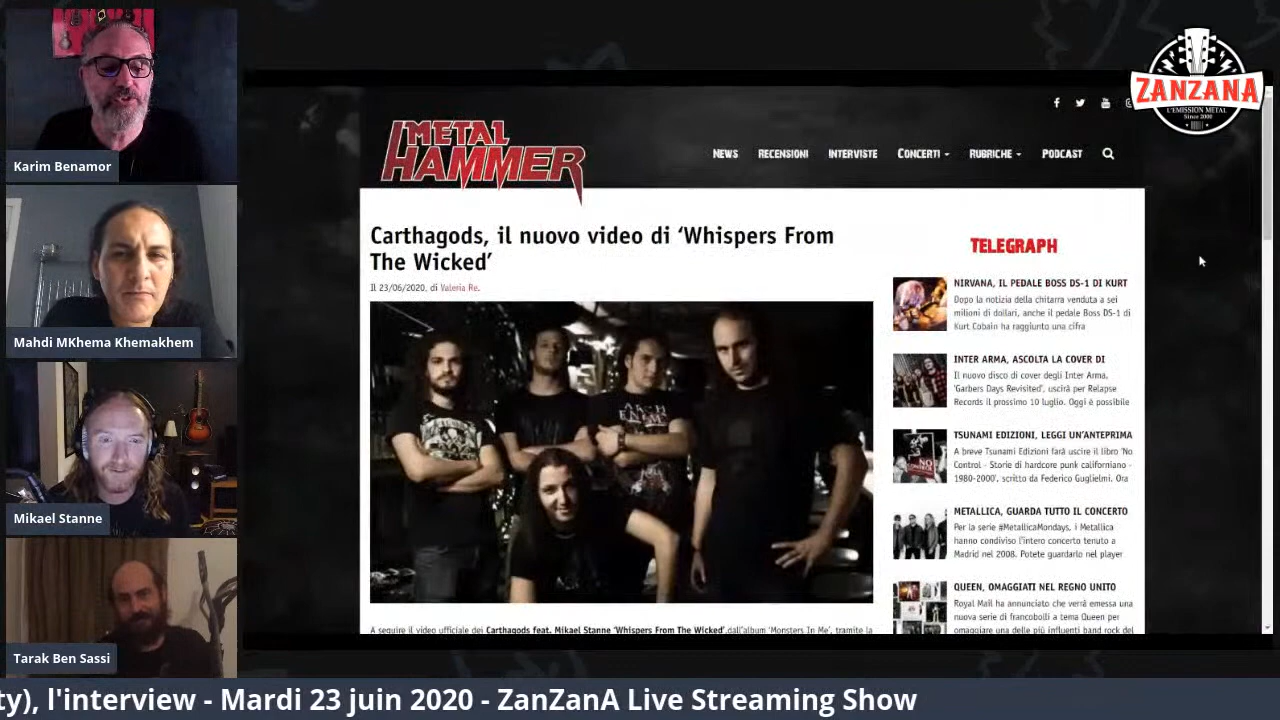 Karim Benamor
Mahdi MKhema Khemakhem
Mikael Stanne
Tarak Ben Sassi
ZANZANA
L'EMISSION METAL
Since 2000
METAL
HAMMER
NEWS
RECENSIONI
INTERVISTE
CONCERTI
RUBRICHE
PODCAST
Carthagods, il nuovo video di ‘Whispers From
The Wicked’
Il 23/06/2020, di Valeria Re.
A seguire il video ufficiale dei Carthagods feat. Mikael Stanne ‘Whispers From The Wicked’,dall’album ‘Monsters In Me’, tramite la
TELEGRAPH
NIRVANA, IL PEDALE BOSS DS-1 DI KURT
Dopo la notizia della chitarra venduta a sei
milioni di dollari, anche il pedale Boss DS-1 di
Kurt Cobain ha raggiunto una cifra
INTER ARMA, ASCOLTA LA COVER DI
Il nuovo disco di cover degli Inter Arma,
‘Garbers Days Revisited’, uscirà per Relapse
Records il prossimo 10 luglio. Oggi è possibile
TSUNAMI EDIZIONI, LEGGI UN’ANTEPRIMA
A breve Tsunami Edizioni farà uscire il libro ‘No
Control - Storie di hardcore punk californiano -
1980-2000’, scritto da Federico Guglielmi. Ora
METALLICA, GUARDA TUTTO IL CONCERTO
Per la serie #MetallicaMondays, i Metallica
hanno condiviso l’intero concerto tenuto a
Madrid nel 2008. Potete guardarlo nel player
QUEEN, OMAGGIATI NEL REGNO UNITO
Royal Mail ha annunciato che verrà emessa una
nuova serie di francobolli a tema Queen per
omaggiare una delle più influenti band rock del
ty), l'interview - Mardi 23 juin 2020 - ZanZanA Live Streaming Show